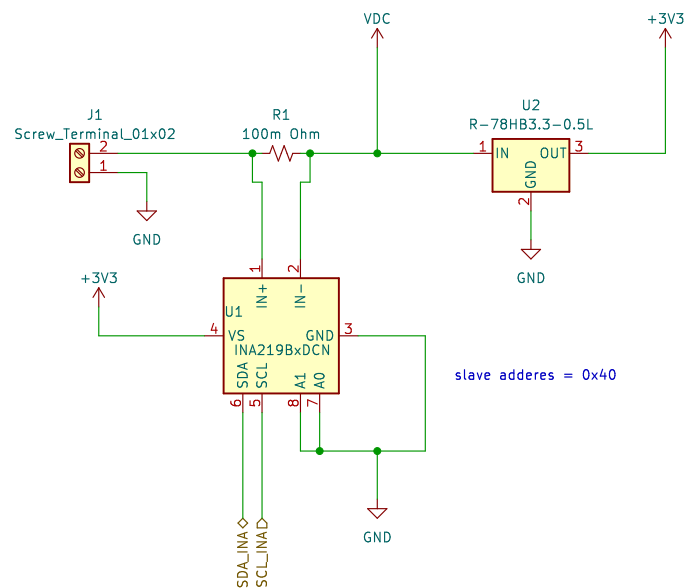 VDC
+3V3
J1
Screw_Terminal_01x02
2
1
GND
R1
100m Ohm
U2
R-78HB3.3-0.5L
1
IN
OUT
3
GND
2
GND
+3V3
1
2
IN+
IN-
U1
4
VS
GND
3
INA219BxDCN
SDA
SCL
A1
A0
6
5
8
7
slave adderes = 0x40
GND
SDA_INA
SCL_INA